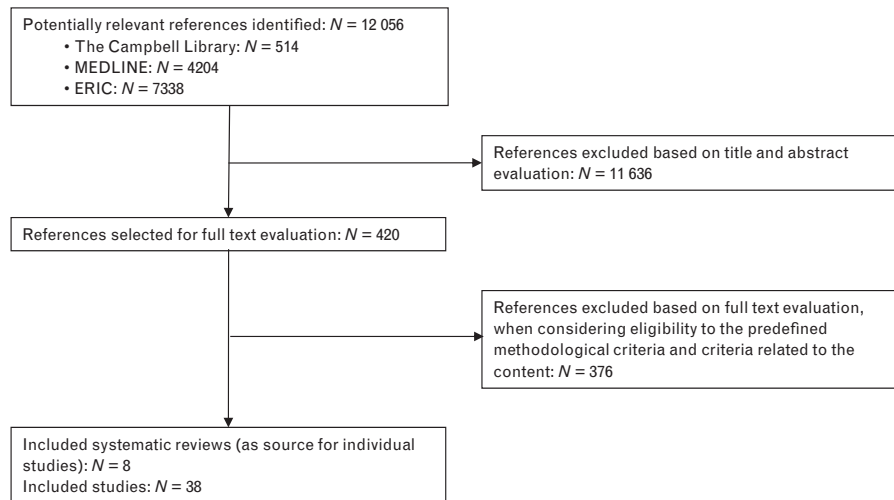 Potentially relevant references identified: N = 12 056
• The Campbell Library: N = 514
• MEDLINE: N = 4204
• ERIC: N = 7338
References excluded based on title and abstract
evaluation: N = 11 636
References selected for full text evaluation: N = 420
References excluded based on full text evaluation,
when considering eligibility to the predefined
methodological criteria and criteria related to the
content: N = 376
Included systematic reviews (as source for individual
studies): N = 8
Included studies: N = 38